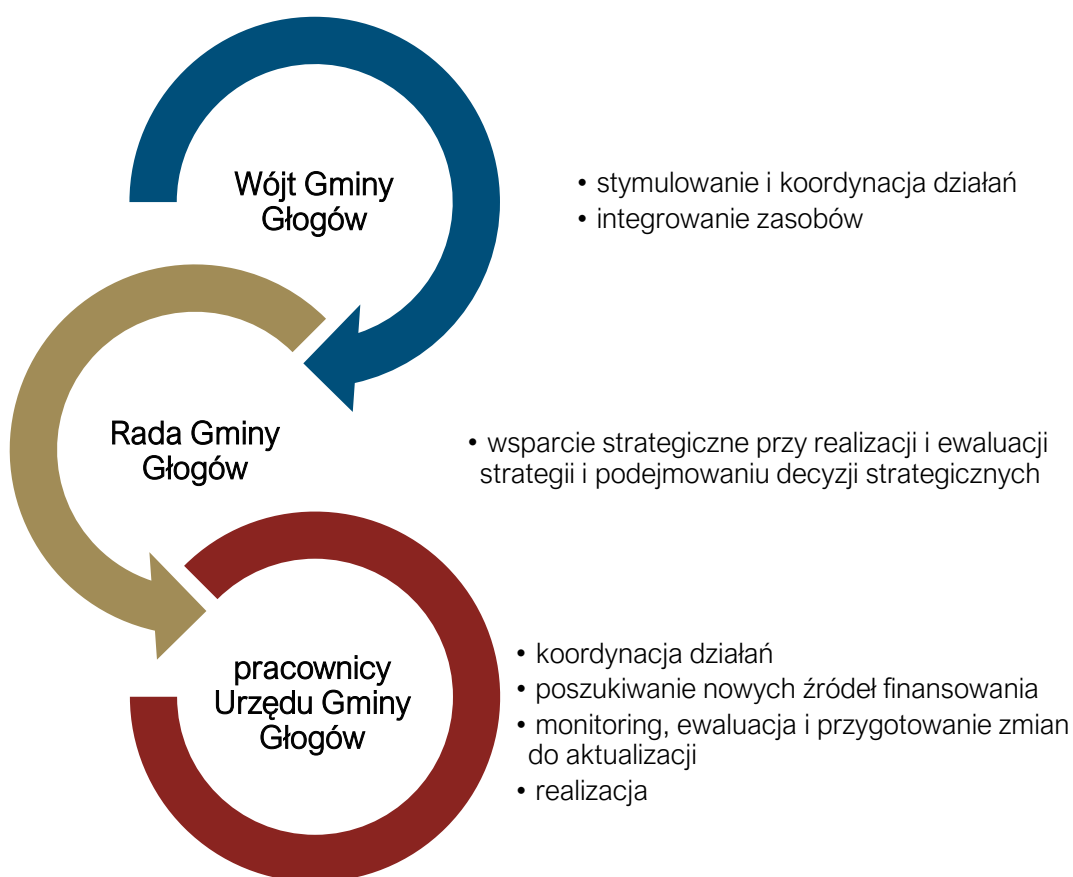 Wójt Gminy
Głogów
• stymulowanie i koordynacja działań
• integrowanie zasobów
Rada Gminy
Głogów
• wsparcie strategiczne przy realizacji i ewaluacji
strategii i podejmowaniu decyzji strategicznych
pracownicy
Urzędu Gminy
Głogów
• koordynacja działań
• poszukiwanie nowych źródeł finansowania
• monitoring, ewaluacja i przygotowanie zmian
do aktualizacji
• realizacja